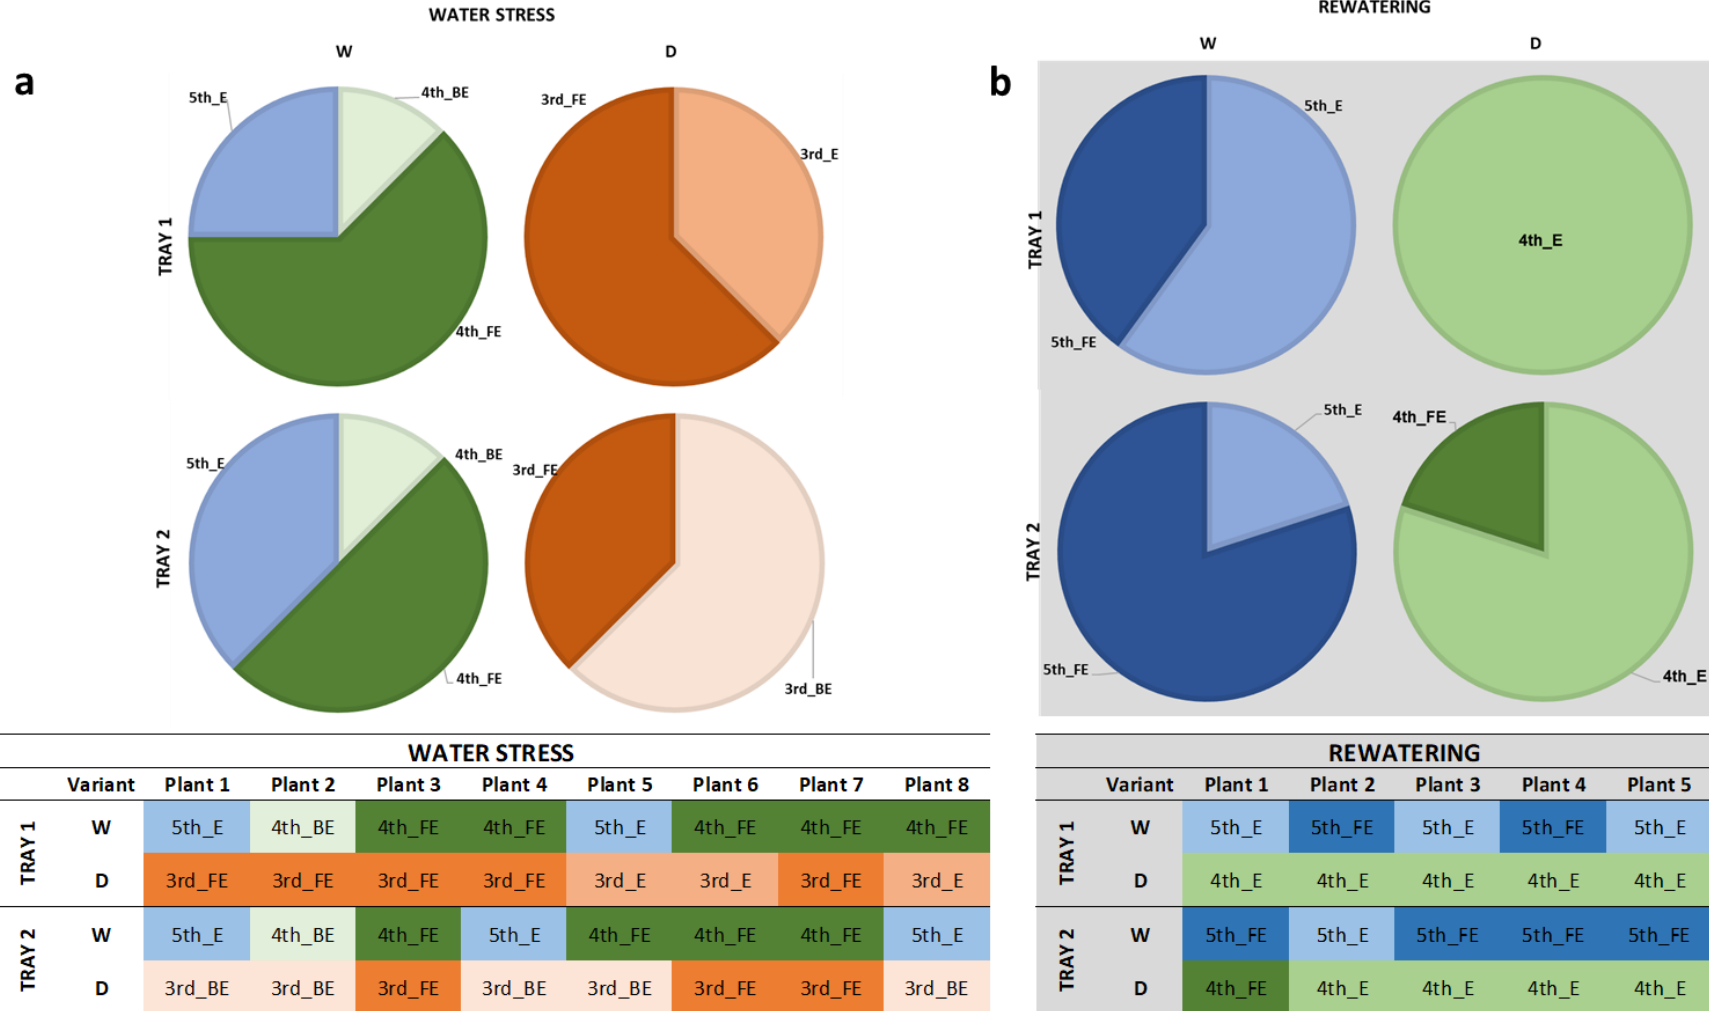 WATER STRESS
W D
a
5th_E 4th_BE 3rd_FE 3rd_E
TRAY 1
4th_FE
5th_E 4th_BE 3rd_FE
TRAY 2
4th_FE 3rd_BE
REWATERING
W D
b
5th_E
TRAY 1
4th_E
5th_FE
5th_E 4th_FE
TRAY 2
5th_FE 4th_E
WATER STRESS
Variant Plant 1 Plant 2 Plant 3 Plant 4 Plant 5 Plant 6 Plant 7 Plant 8
TRAY 1
W 5th_E 4th_BE 4th_FE 4th_FE 5th_E 4th_FE 4th_FE 4th_FE
D 3rd_FE 3rd_FE 3rd_FE 3rd_FE 3rd_E 3rd_E 3rd_FE 3rd_E
TRAY 2
W 5th_E 4th_BE 4th_FE 5th_E 4th_FE 4th_FE 4th_FE 5th_E
D 3rd_BE 3rd_BE 3rd_FE 3rd_BE 3rd_BE 3rd_FE 3rd_FE 3rd_BE
REWATERING
Variant Plant 1 Plant 2 Plant 3 Plant 4 Plant 5
TRAY 1
W 5th_E 5th_FE 5th_E 5th_FE 5th_E
D 4th_E 4th_E 4th_E 4th_E 4th_E
TRAY 2
W 5th_FE 5th_E 5th_FE 5th_FE 5th_FE
D 4th_FE 4th_E 4th_E 4th_E 4th_E